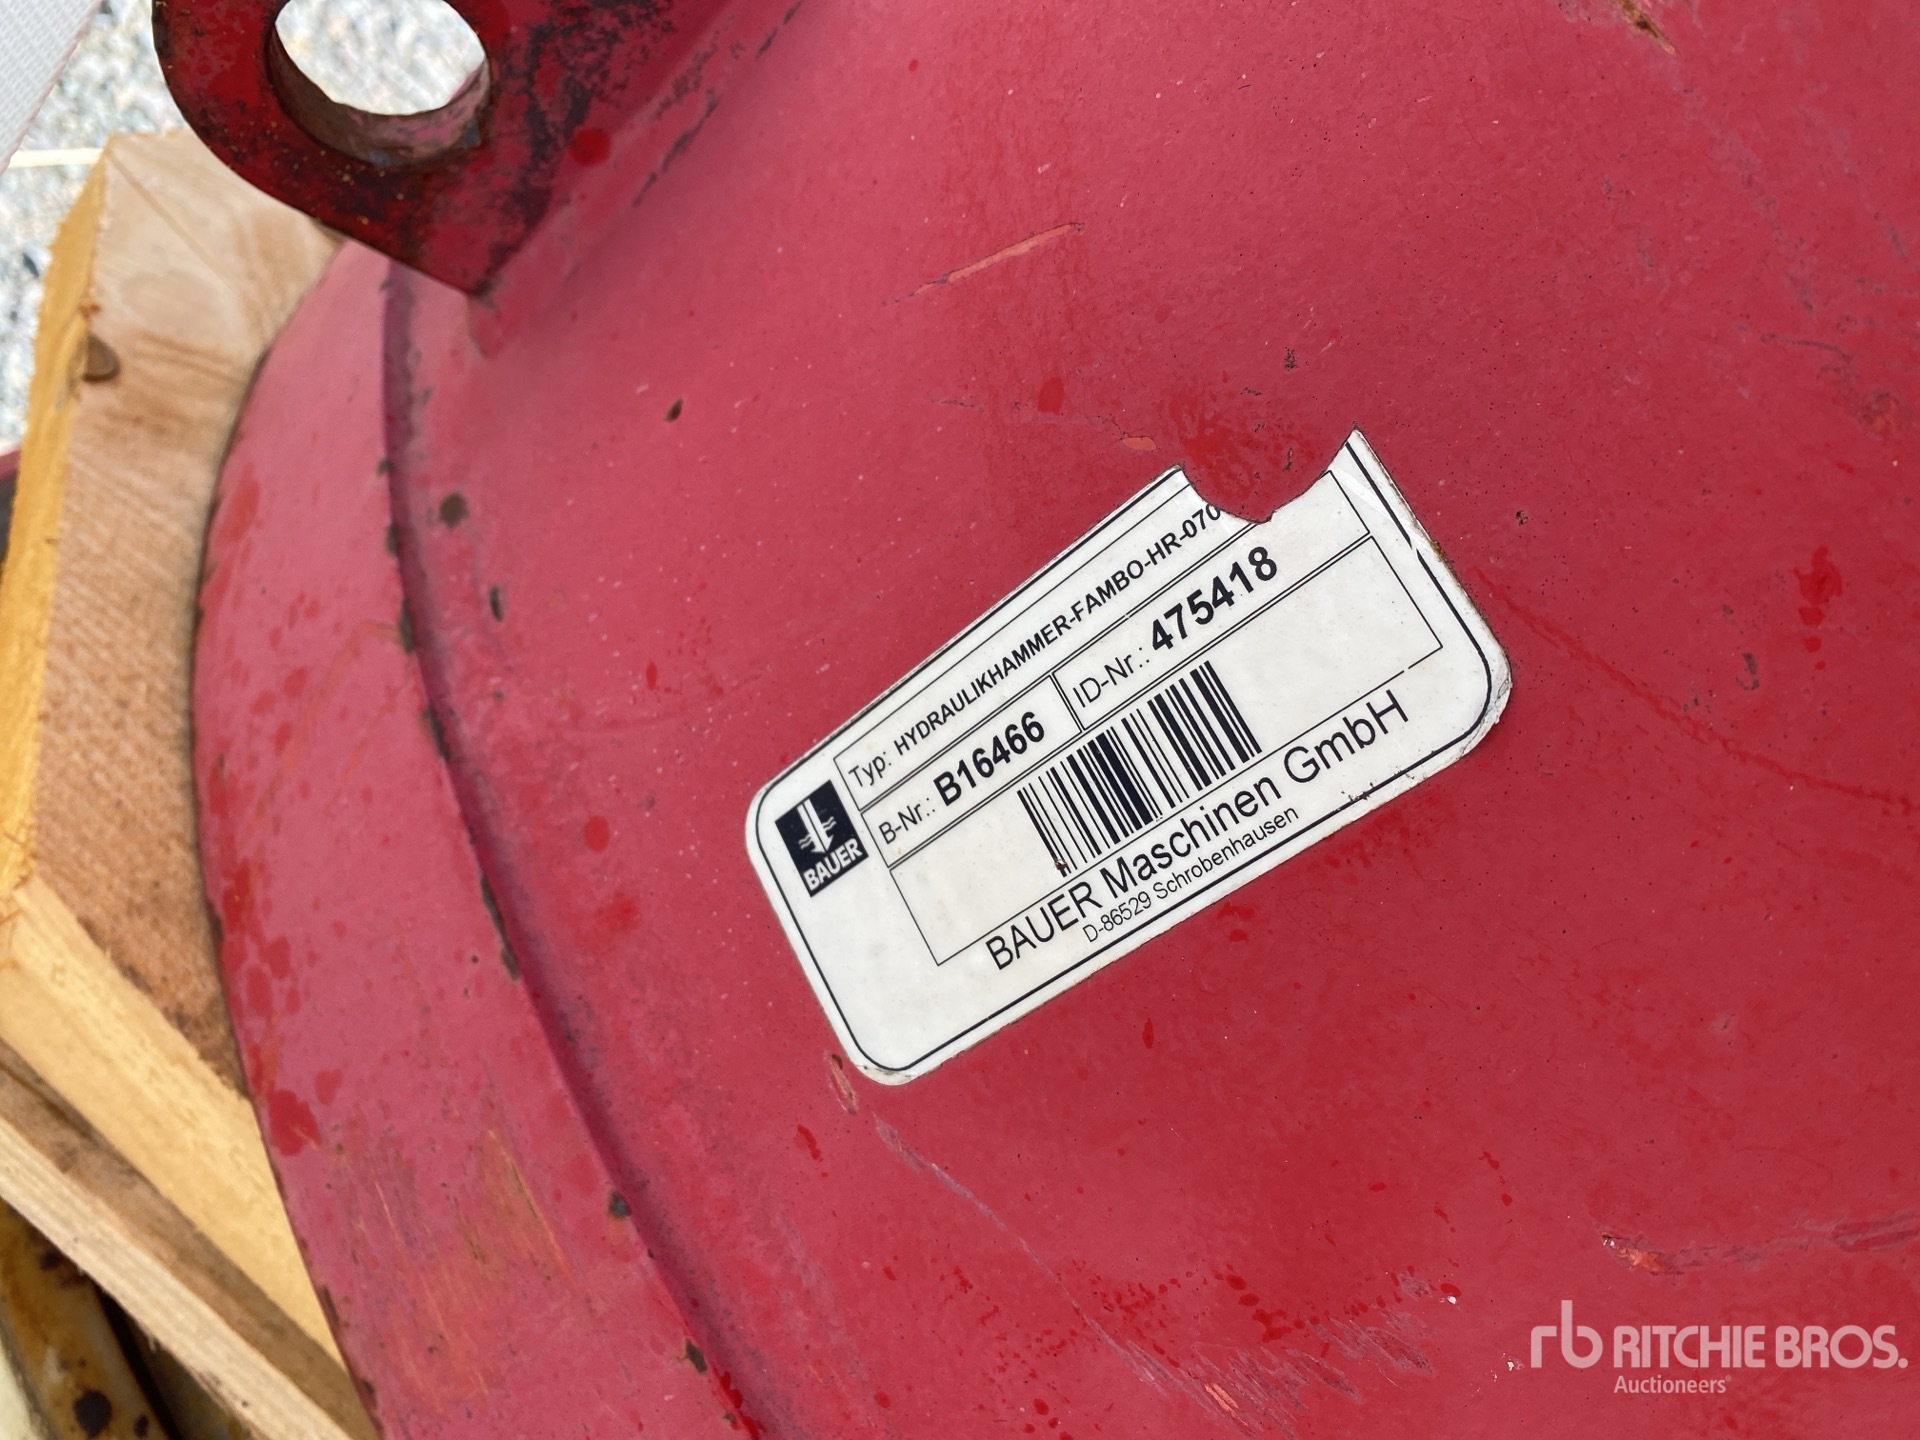 Typ: HYDRAULIKHAMMER-FAMBO-HR-070
B-Nr.: B16466 ID-Nr.: 475418
BAUER
BAUER Maschinen GmbH
D-86529 Schrobenhausen
rb RITCHIE BROS.
Auctioneers